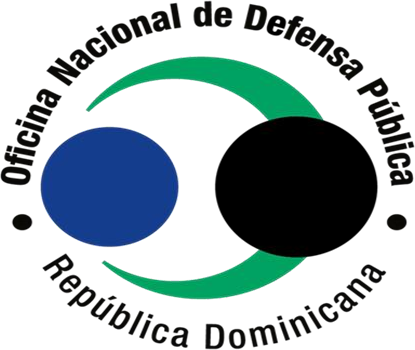 Oficina Nacional de Defensa Pública
República Dominicana